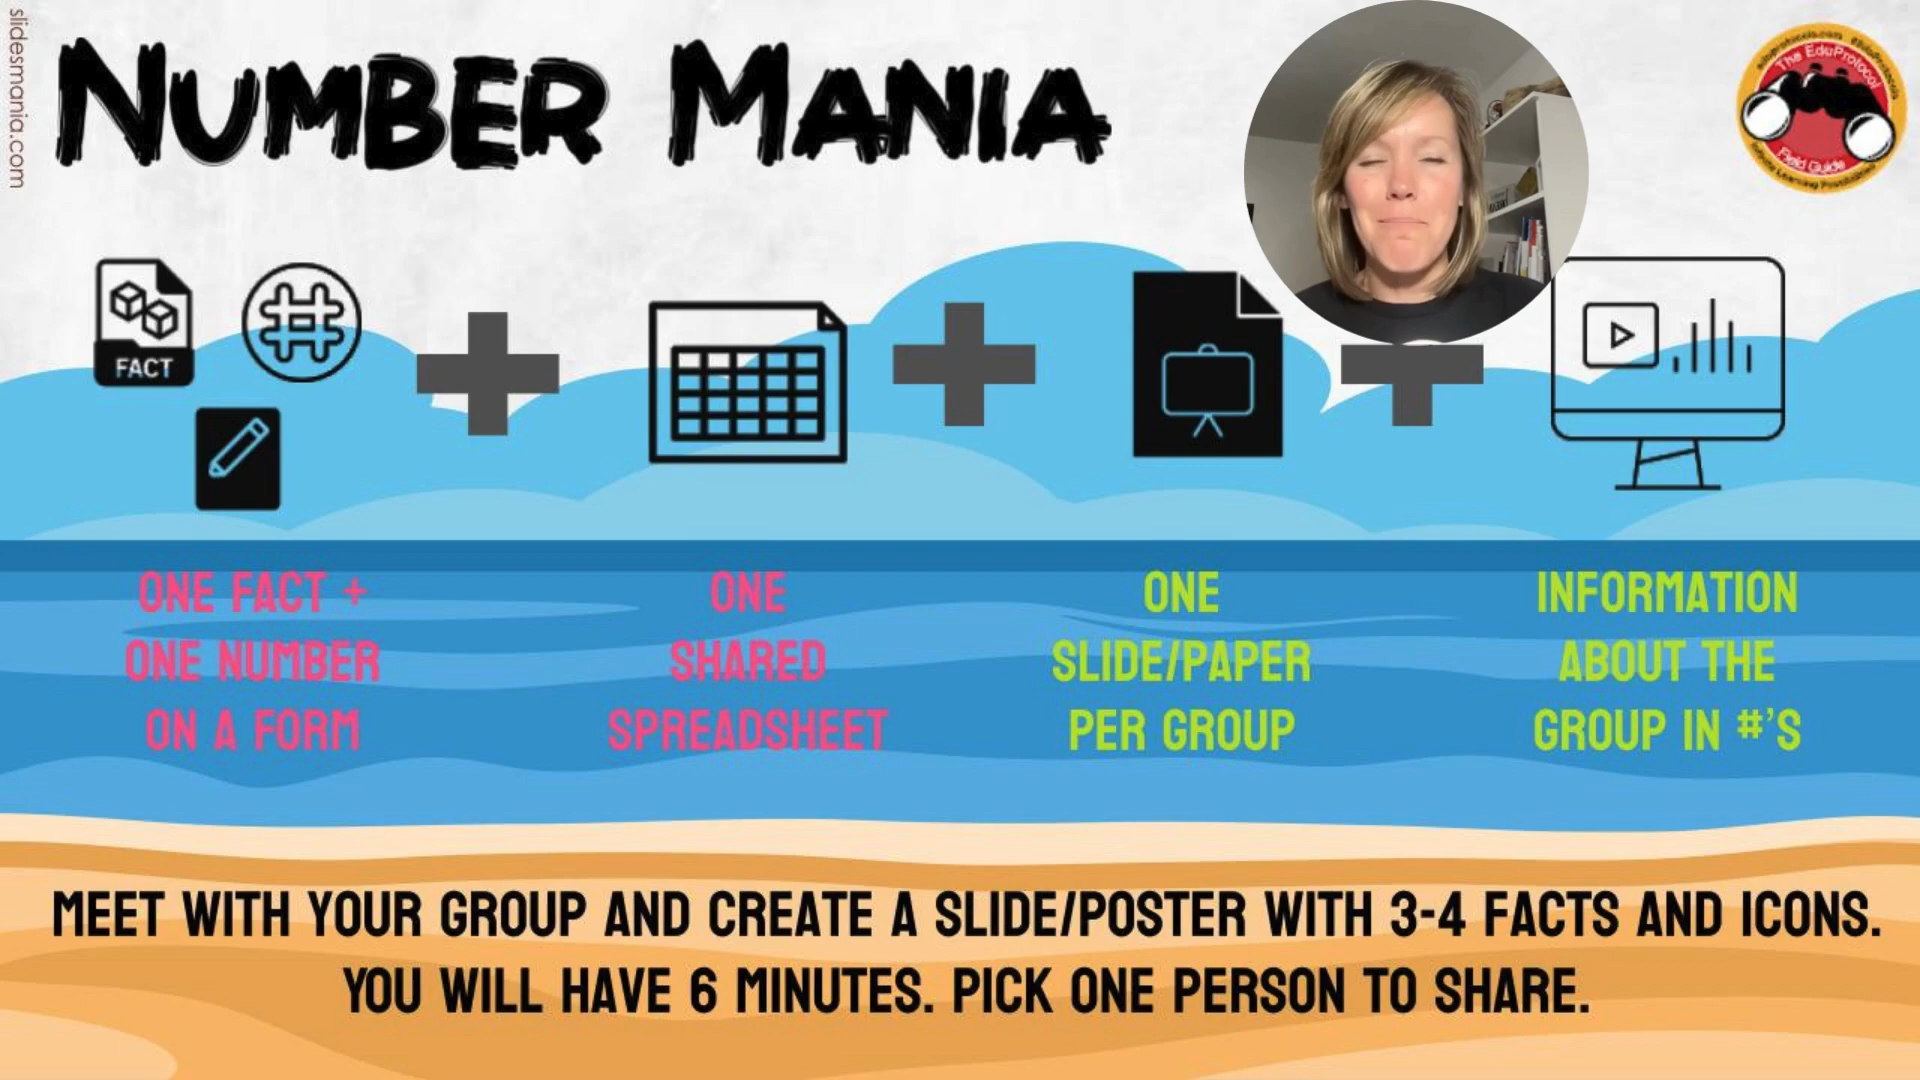 slidesmania.com
NUMBER MANIA
The EduProtocol
Field Guide
FACT
ONE FACT +
ONE NUMBER
ON A FORM
ONE
SHARED
SPREADSHEET
ONE
SLIDE/PAPER
PER GROUP
INFORMATION
ABOUT THE
GROUP IN #'S
MEET WITH YOUR GROUP AND CREATE A SLIDE/POSTER WITH 3-4 FACTS AND ICONS.
YOU WILL HAVE 6 MINUTES. PICK ONE PERSON TO SHARE.